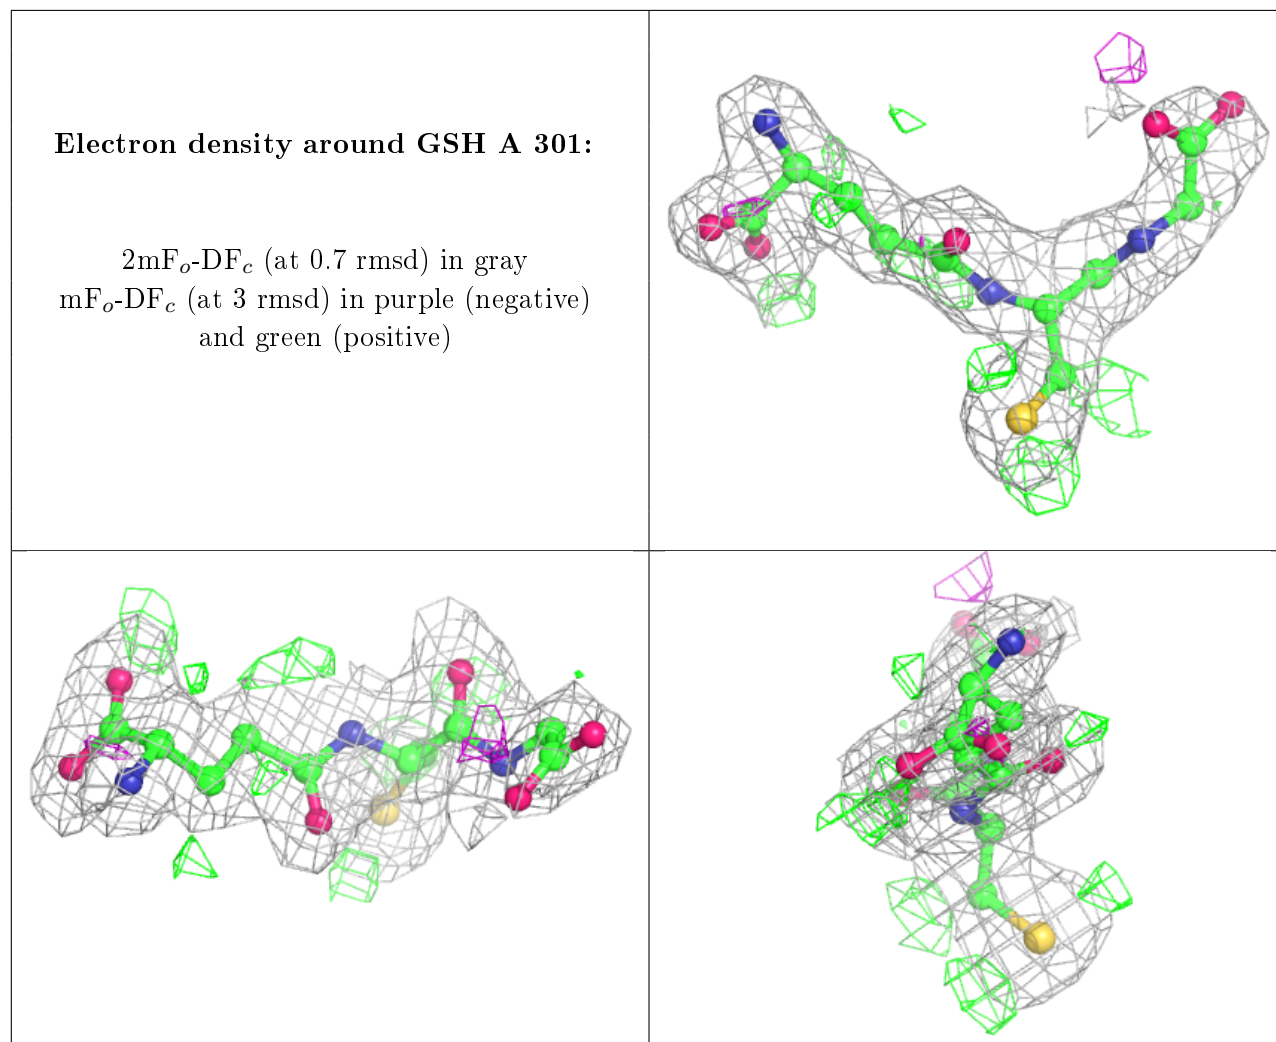 Electron density around GSH A 301:
2mFₒ-DF𝒸 (at 0.7 rmsd) in gray
mFₒ-DF𝒸 (at 3 rmsd) in purple (negative)
and green (positive)